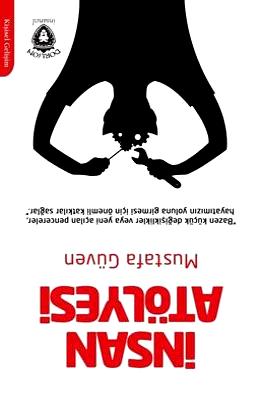 İNSAN
ATÖLYESİ
Mustafa Güven
"Bazen küçük değişiklikler veya yeni açılan pencereler,
hayatımızın yoluna girmesi için önemli katkılar sağlar."
DORLION
Kişisel Gelişim